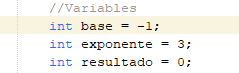 //Variables
int base = -1;
int exponente = 3;
int resultado = 0;